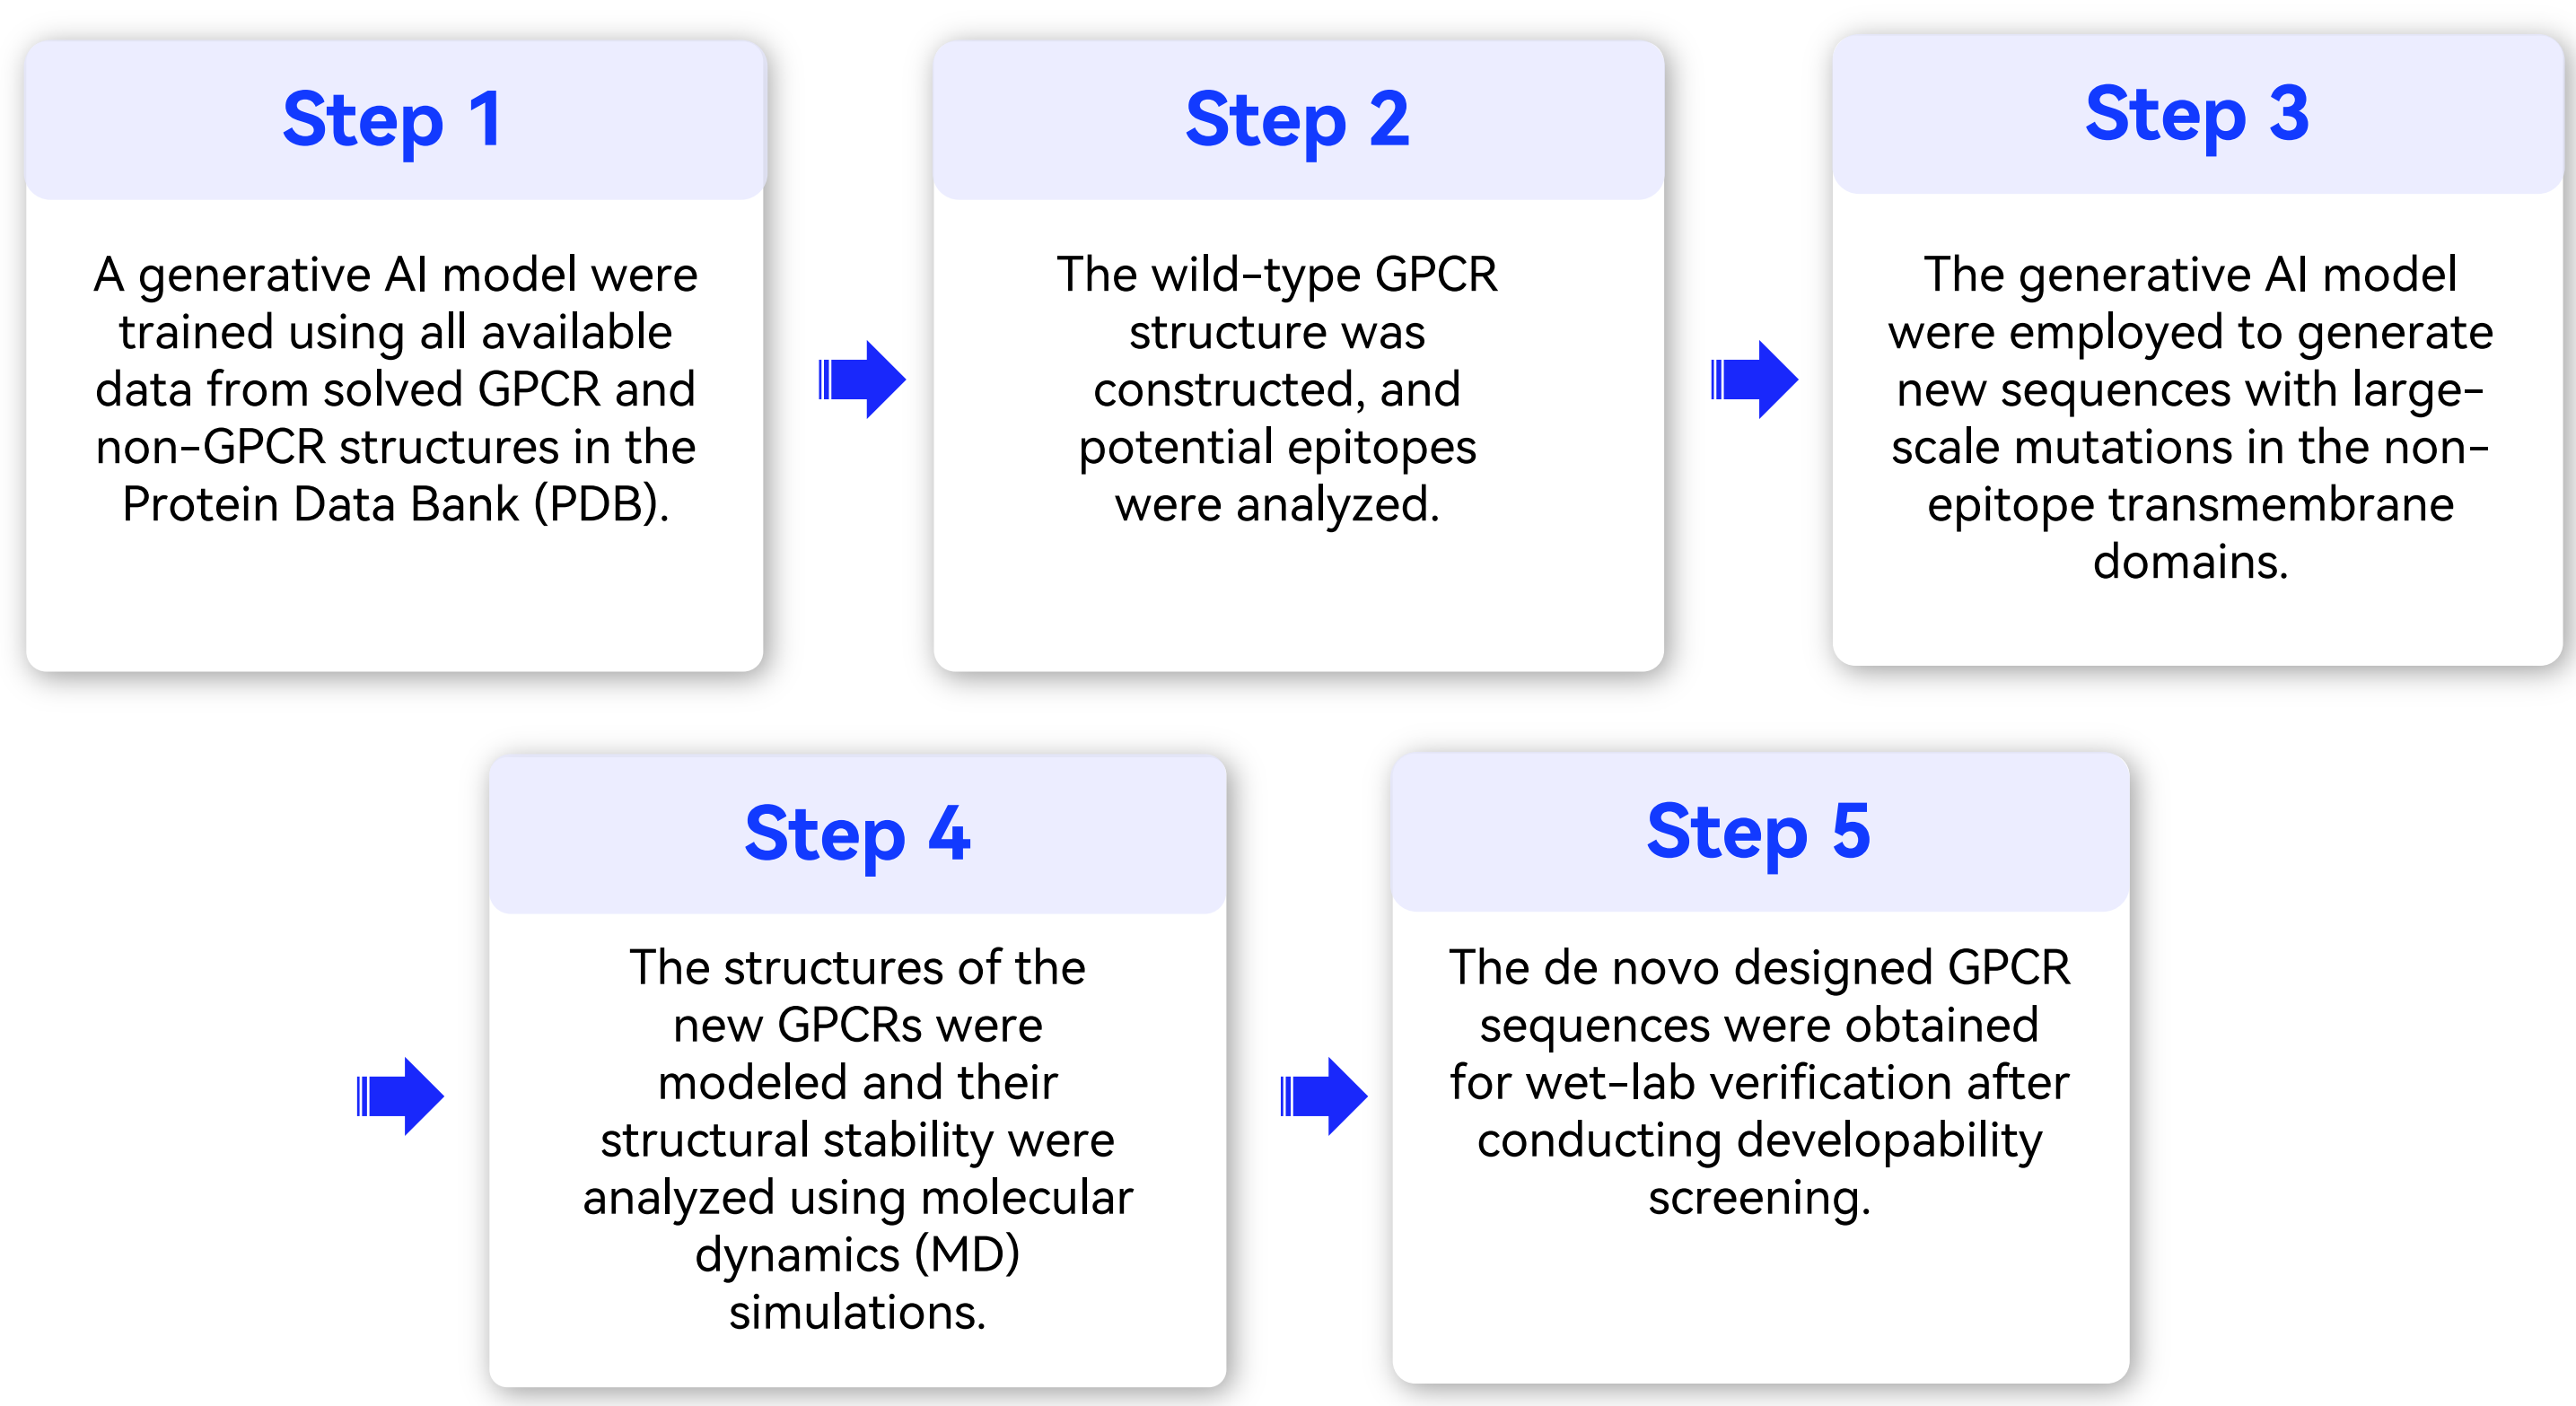 Step 1
A generative AI model were
trained using all available
data from solved GPCR and
non-GPCR structures in the
Protein Data Bank (PDB).
Step 2
The wild-type GPCR
structure was
constructed, and
potential epitopes
were analyzed.
Step 3
The generative AI model
were employed to generate
new sequences with large-
scale mutations in the non-
epitope transmembrane
domains.
Step 4
The structures of the
new GPCRs were
modeled and their
structural stability were
analyzed using molecular
dynamics (MD)
simulations.
Step 5
The de novo designed GPCR
sequences were obtained
for wet-lab verification after
conducting developability
screening.